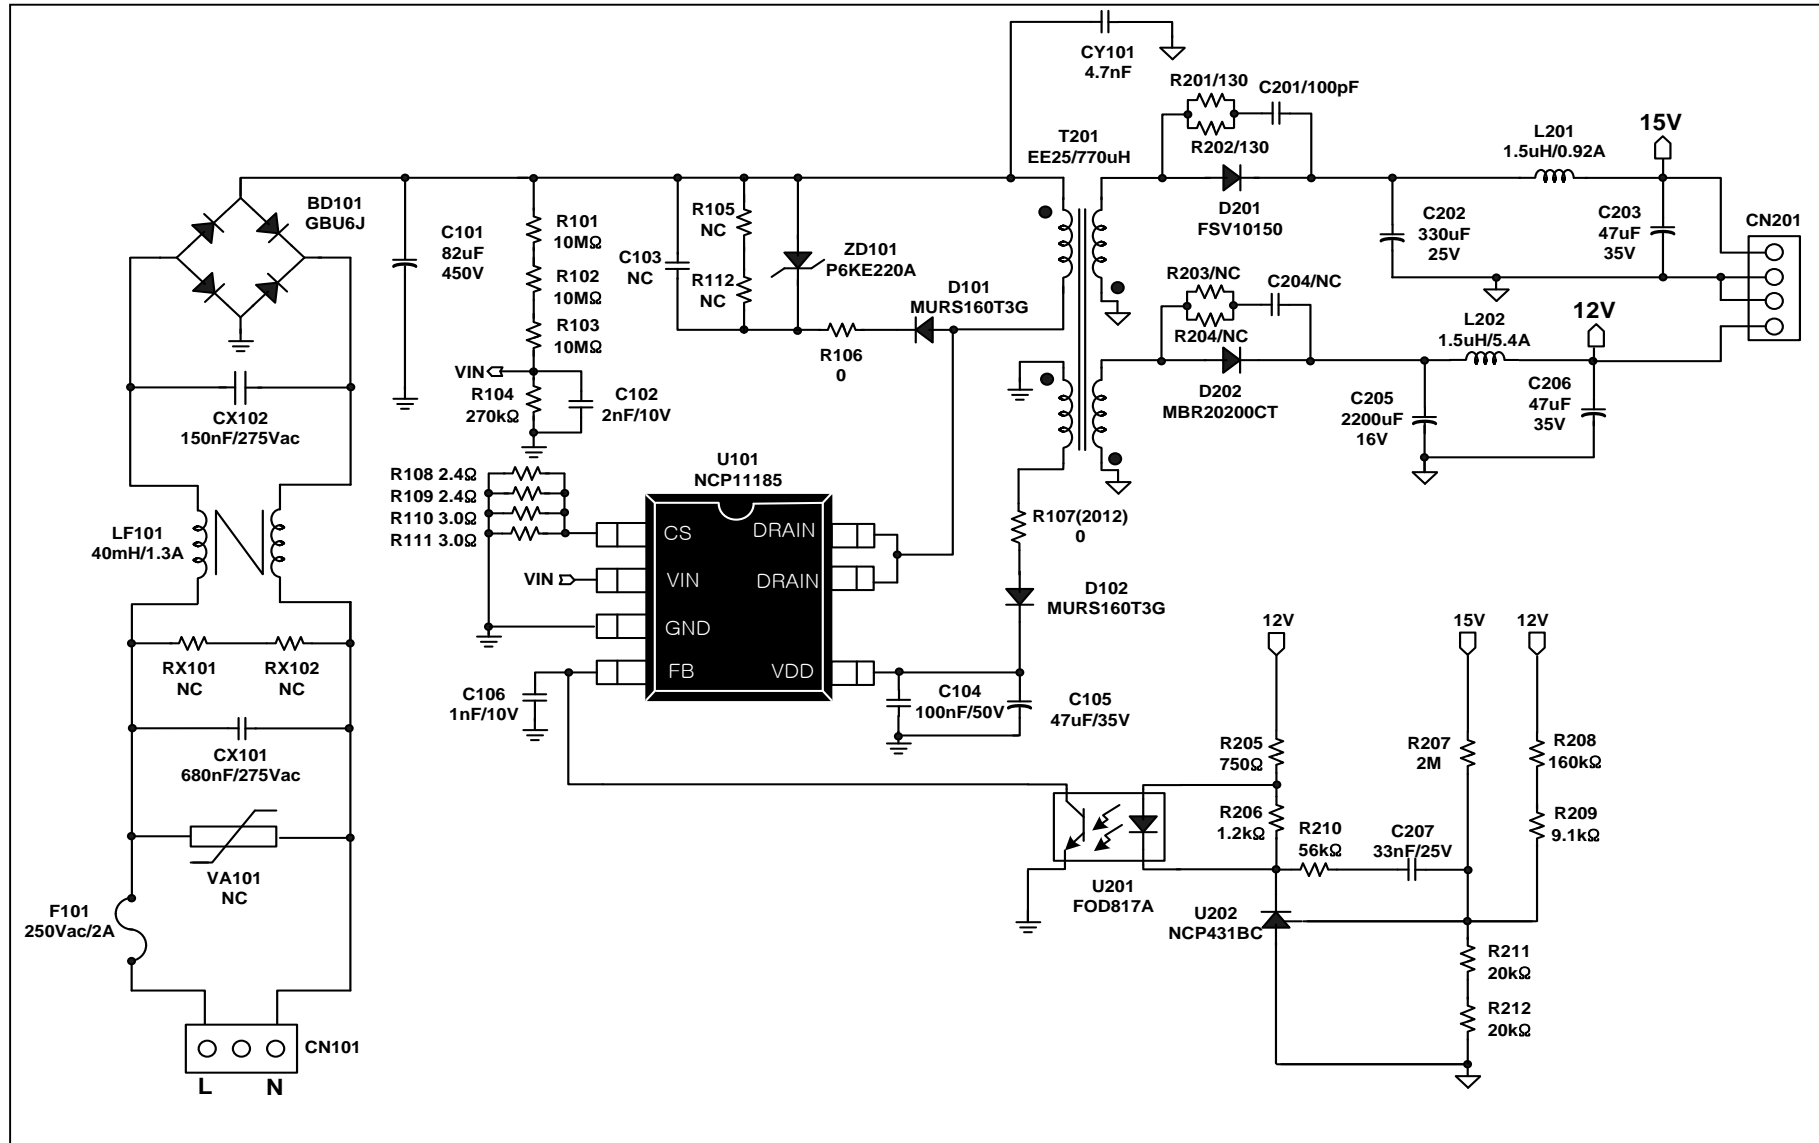 CY101
4.7nF
R201/130
C201/100pF
R202/130
T201
EE25/770uH
L201
1.5uH/0.92A
15V
BD101
GBU6J
C101
82uF
450V
R101
10MΩ
R102
10MΩ
R103
10MΩ
C103
NC
R105
NC
R112
NC
ZD101
P6KE220A
D101
MURS160T3G
R106
0
D201
FSV10150
C202
330uF
25V
C203
47uF
35V
CN201
R203/NC
C204/NC
R204/NC
L202
1.5uH/5.4A
12V
D202
MBR20200CT
C205
2200uF
16V
C206
47uF
35V
VIN
R104
270kΩ
C102
2nF/10V
CX102
150nF/275Vac
LF101
40mH/1.3A
R108 2.4Ω
R109 2.4Ω
R110 3.0Ω
R111 3.0Ω
U101
NCP11185
CS
DRAIN
VIN
VIN
DRAIN
GND
FB
VDD
R107(2012)
0
D102
MURS160T3G
C106
1nF/10V
C104
100nF/50V
C105
47uF/35V
RX101
NC
RX102
NC
CX101
680nF/275Vac
VA101
NC
F101
250Vac/2A
CN101
L N
12V
15V
12V
R205
750Ω
R207
2M
R208
160kΩ
R206
1.2kΩ
R210
56kΩ
C207
33nF/25V
R209
9.1kΩ
U201
FOD817A
U202
NCP431BC
R211
20kΩ
R212
20kΩ